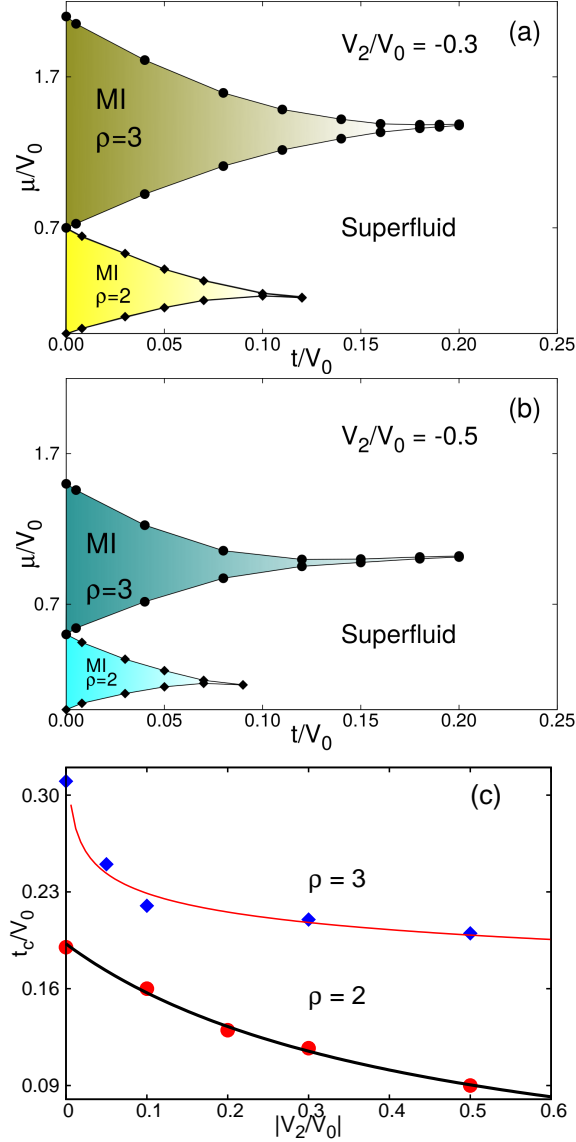 (a)
V2/V0 = -0.3
1.7
MI
ρ=3
μ/V0
0.7
Superfluid
MI
ρ=2
0.00 0.05 0.10 0.15 0.20 0.25
t/V0
(b)
V2/V0 = -0.5
1.7
MI
μ/V0
ρ=3
0.7
Superfluid
MI
ρ=2
0.00 0.05 0.10 0.15 0.20 0.25
t/V0
(c)
0.30
ρ = 3
0.23
tc/V0
ρ = 2
0.16
0.09
0 0.1 0.2 0.3 0.4 0.5 0.6
|V2/V0|